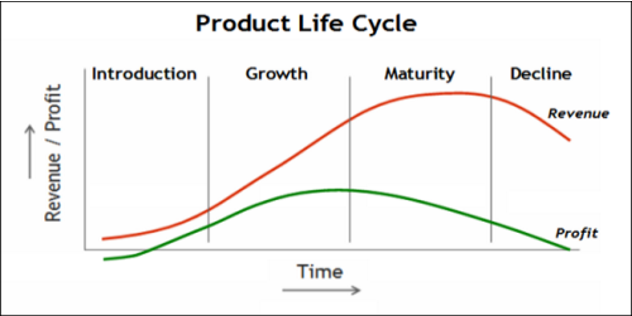 Product Life Cycle
Introduction Growth Maturity Decline
Revenue / Profit
Revenue
Profit
Time